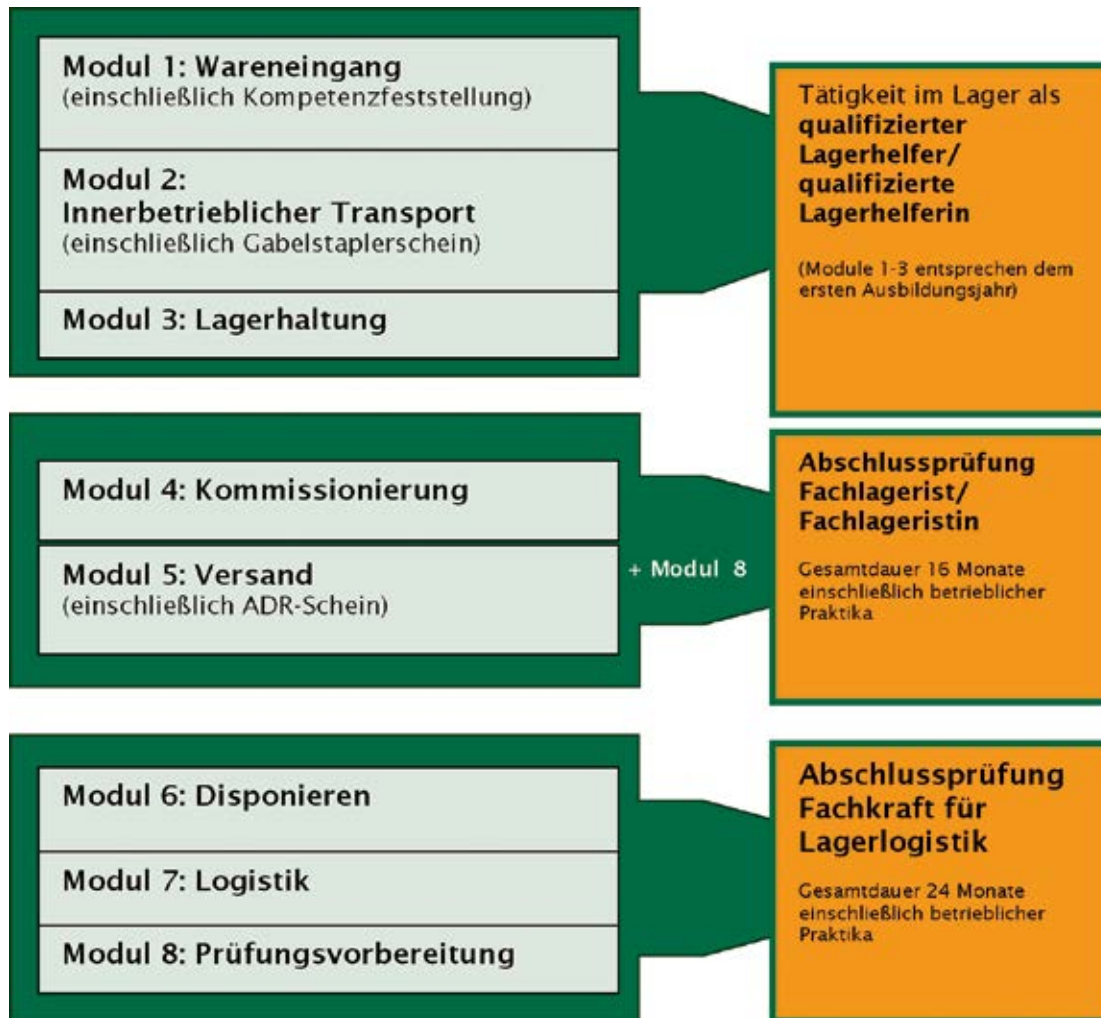 Modul 1: Wareneingang
(einschließlich Kompetenzfeststellung)
Modul 2:
Innerbetrieblicher Transport
(einschließlich Gabelstaplerschein)
Modul 3: Lagerhaltung
Tätigkeit im Lager als
qualifizierter
Lagerhelfer/
qualifizierte
Lagerhelferin
(Module 1-3 entsprechen dem
ersten Ausbildungsjahr)
Modul 4: Kommissionierung
Modul 5: Versand
(einschließlich ADR-Schein)
+ Modul 8
Abschlussprüfung
Fachlagerist/
Fachlageristin
Gesamtdauer 16 Monate
einschließlich betrieblicher
Praktika
Modul 6: Disponieren
Modul 7: Logistik
Modul 8: Prüfungsvorbereitung
Abschlussprüfung
Fachkraft für
Lagerlogistik
Gesamtdauer 24 Monate
einschließlich betrieblicher
Praktika